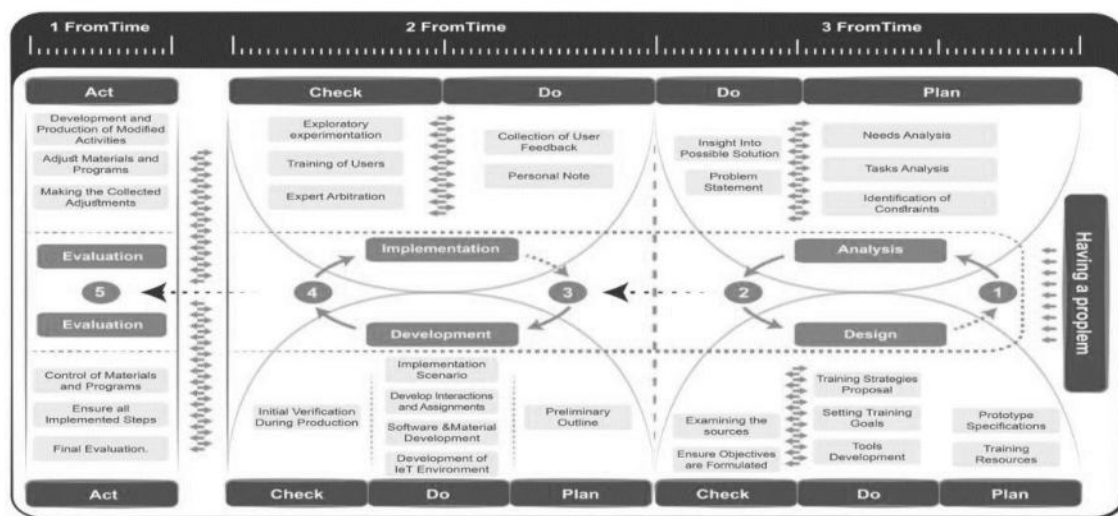 1 FromTime
2 FromTime
3 FromTime
Act
Check
Do
Do
Plan
Development and
Production of Modified
Activities
Adjust Materials and
Programs
Making the Collected
Adjustments
Exploratory
experimentation
Training of Users
Expert Arbitration
Collection of User
Feedback
Personal Note
Insight Into
Possible Solution
Problem
Statement
Needs Analysis
Tasks Analysis
Identification of
Constraints
Having a proplem
Evaluation
Implementation
Analysis
5
4
3
2
1
Evaluation
Development
Design
Control of Materials
and Programs
Ensure all
Implemented Steps
Final Evaluation.
Initial Verification
During Production
Implementation
Scenario
Develop Interactions
and Assignments
Software &Material
Development
Development of
IeT Environment
Preliminary
Outline
Examining the
sources
Ensure Objectives
are Formulated
Training Strategies
Proposal
Setting Training
Goals
Tools
Development
Prototype
Specifications
Training
Resources
Act
Check
Do
Plan
Check
Do
Plan